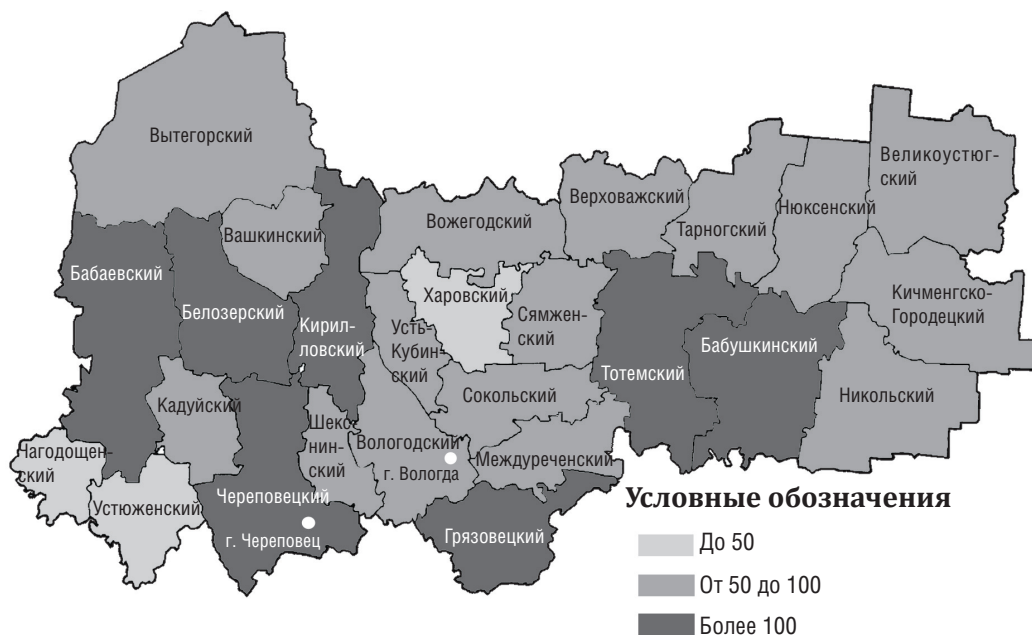 Вытегорский
Великоустюг-
ский
Верховажский
Нюксенский
Вожегодский
Тарногский
Вашкинский
Бабаевский
Харовский
Кичменгско-
Городецкий
Белозерский
Кирил-
ловский
Усть-
Кубин-
ский
Сямжен-
ский
Бабушкинский
Тотемский
Сокольский
Никольский
Кадуйский
Шекс-
нин-
ский
Вологодский
г. Вологда
Междуреченский
Чагодощен-
ский
Устюженский
Череповецкий
г. Череповец
Грязовецкий
Условные обозначения
До 50
От 50 до 100
Более 100